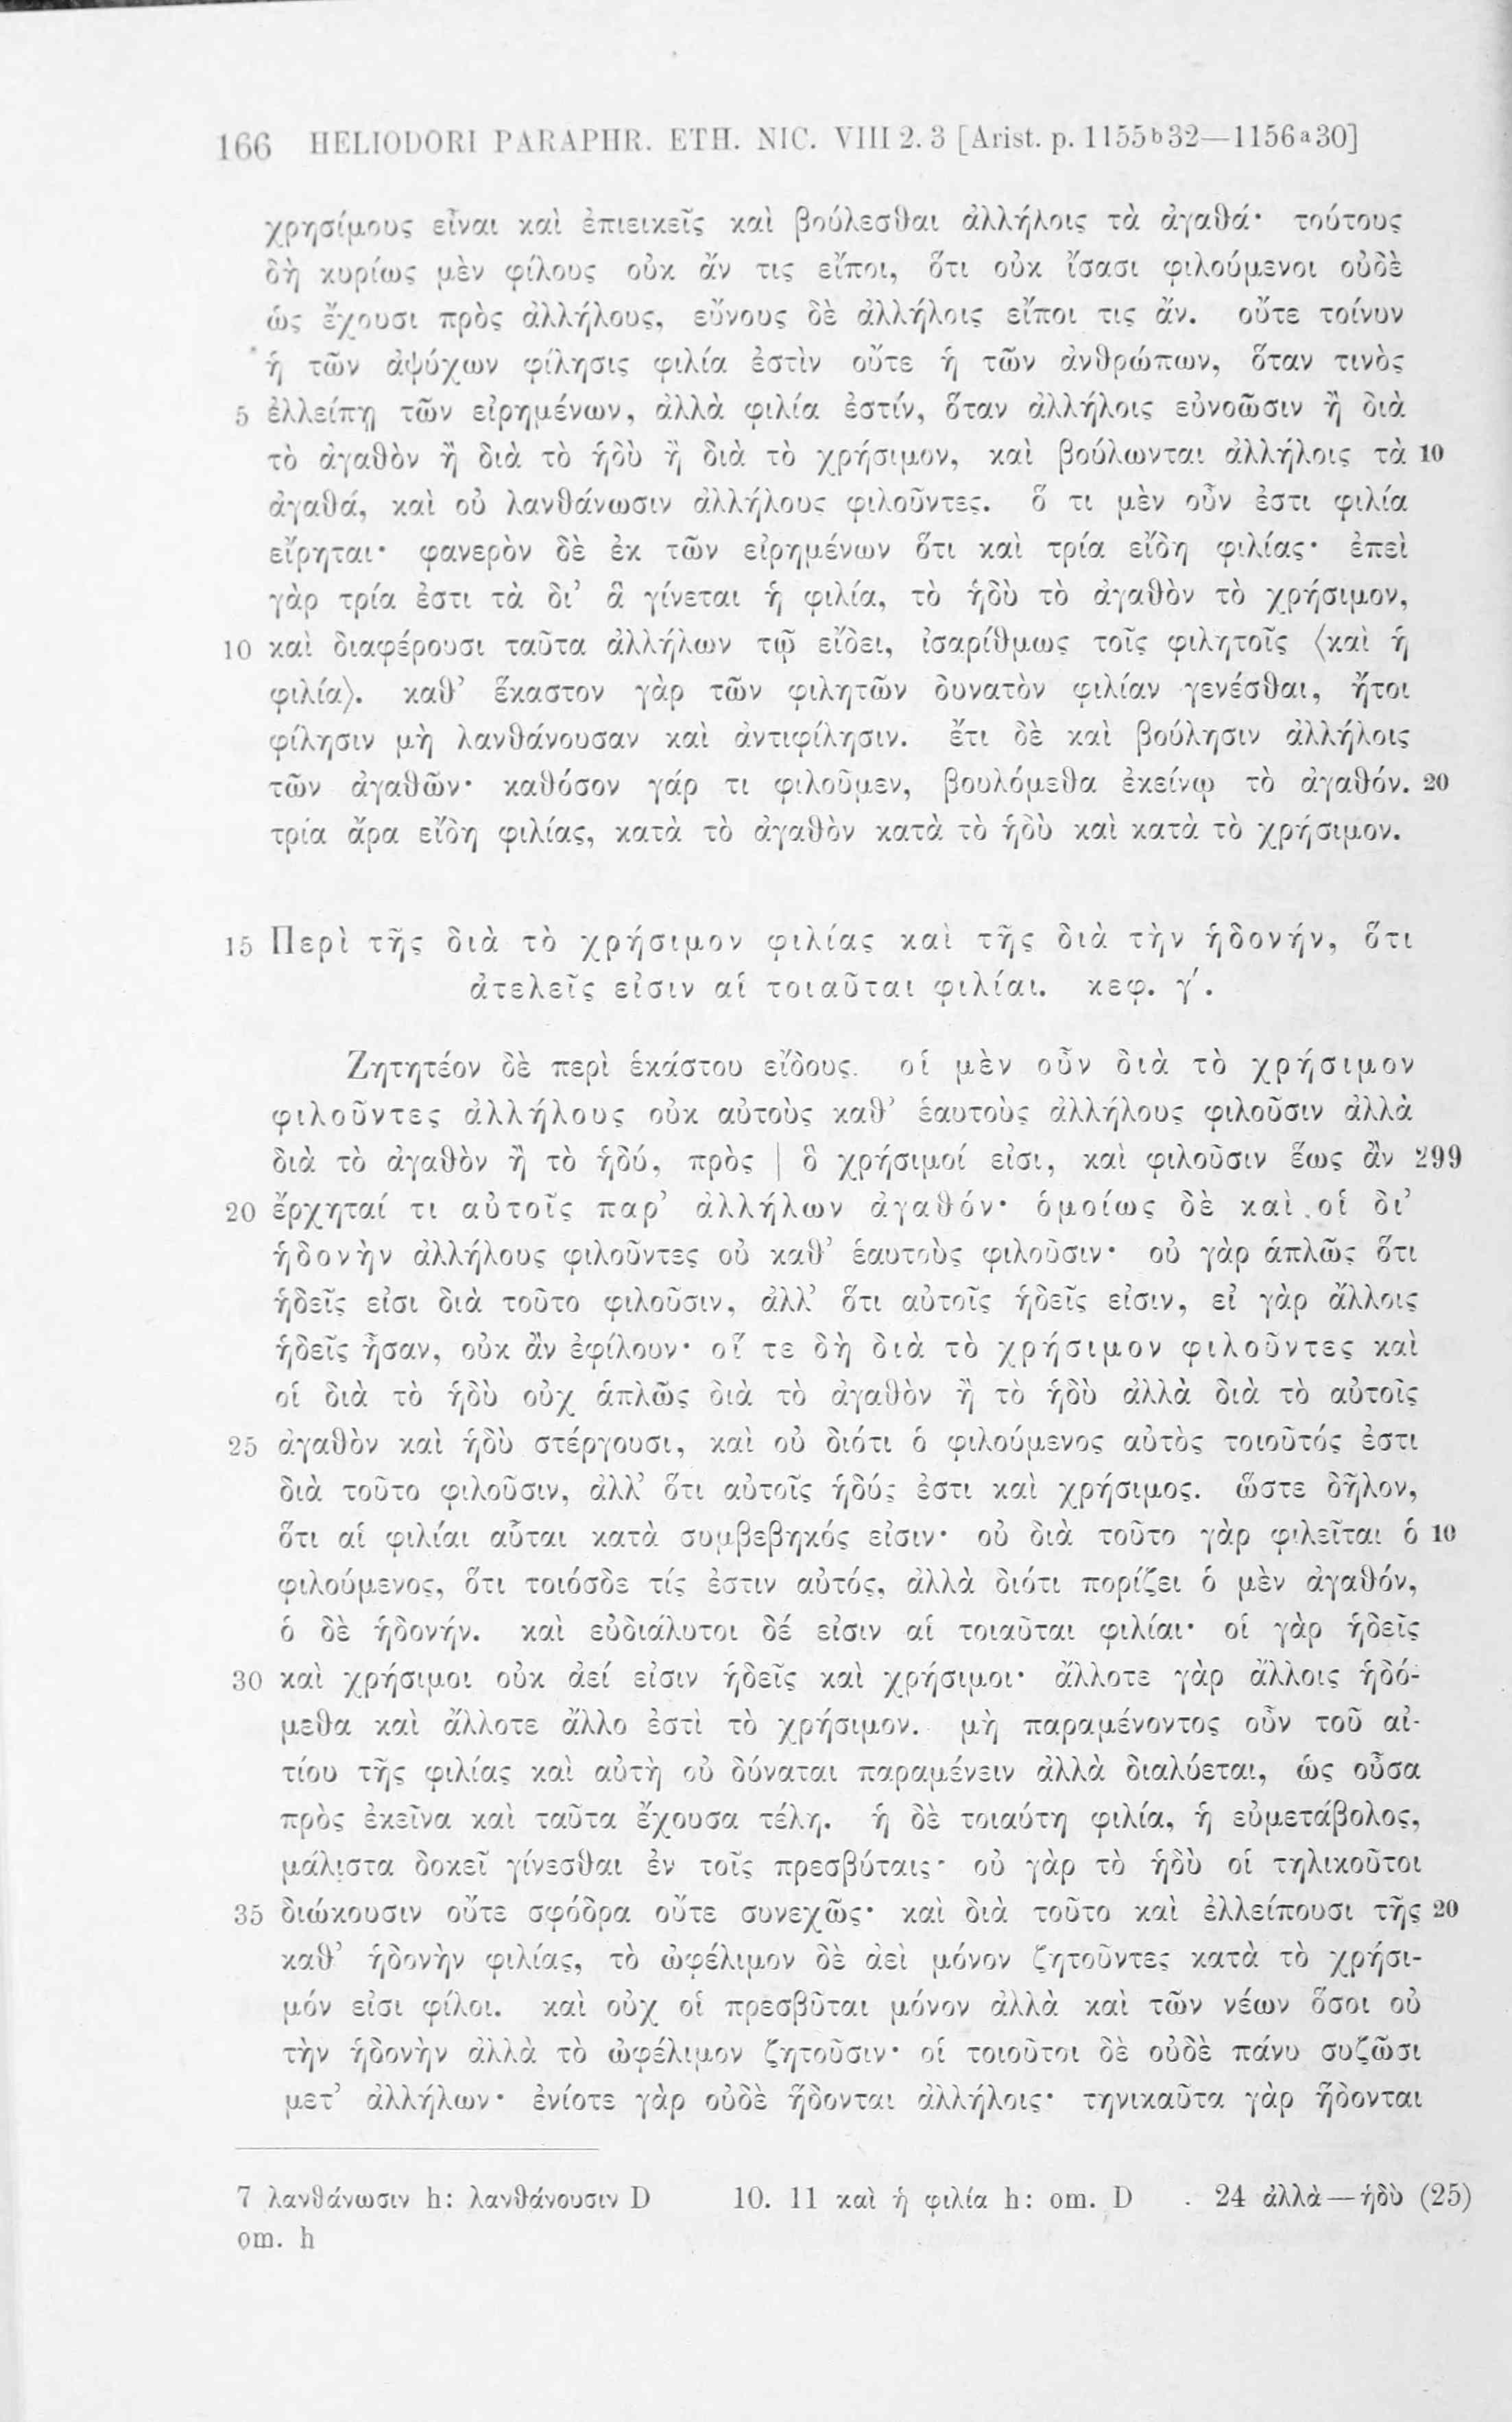 166 HELIODORI PARAPHR. ETH. NIC. VIII 2. 3 [Arist. p. 1155b32—1156a30]
χρησίμους εἶναι καὶ ἐπιεικεῖς καὶ βούλεσθαι ἀλλήλοις τὰ ἀγαθά· τούτους
δὴ κυρίως μὲν φίλους οὐκ ἄν τις εἴποι, ὅτι οὐκ ἴσασι φιλούμενοι οὐδὲ
ὡς ἔχουσι πρὸς ἀλλήλους, εὔνους δὲ ἀλλήλοις εἴποι τις ἄν. οὔτε τοίνυν
ἡ τῶν ἀψύχων φίλησις φιλία ἐστὶν οὔτε ἡ τῶν ἀνθρώπων, ὅταν τινὸς
5 ἐλλείπῃ τῶν εἰρημένων, ἀλλὰ φιλία ἐστίν, ὅταν ἀλλήλοις εὐνοῶσιν ἢ διὰ
τὸ ἀγαθὸν ἢ διὰ τὸ ἡδὺ ἢ διὰ τὸ χρήσιμον, καὶ βούλωνται ἀλλήλοις τὰ 10
ἀγαθά, καὶ οὐ λανθάνωσιν ἀλλήλους φιλοῦντες. ὅ τι μὲν οὖν ἐστι φιλία
εἴρηται· φανερὸν δὲ ἐκ τῶν εἰρημένων ὅτι καὶ τρία εἴδη φιλίας· ἐπεὶ
γὰρ τρία ἐστι τὰ δι’ ἃ γίνεται ἡ φιλία, τὸ ἡδὺ τὸ ἀγαθὸν τὸ χρήσιμον,
10 καὶ διαφέρουσι ταῦτα ἀλλήλων τῷ εἴδει, ἰσαρίθμως τοῖς φιλητοῖς ⟨καὶ ἡ
φιλία⟩. καθ’ ἕκαστον γὰρ τῶν φιλητῶν δυνατὸν φιλίαν γενέσθαι, ἤτοι
φίλησιν μὴ λανθάνουσαν καὶ ἀντιφίλησιν. ἔτι δὲ καὶ βούλησιν ἀλλήλοις
τῶν ἀγαθῶν· καθόσον γάρ τι φιλοῦμεν, βουλόμεθα ἐκείνῳ τὸ ἀγαθόν. 20
τρία ἄρα εἴδη φιλίας, κατὰ τὸ ἀγαθὸν κατὰ τὸ ἡδὺ καὶ κατὰ τὸ χρήσιμον.
15 Περὶ τῆς διὰ τὸ χρήσιμον φιλίας καὶ τῆς διὰ τὴν ἡδονήν, ὅτι
ἀτελεῖς εἰσιν αἱ τοιαῦται φιλίαι. κεφ. γ′.
Ζητητέον δὲ περὶ ἑκάστου εἴδους. οἱ μὲν οὖν διὰ τὸ χρήσιμον
φιλοῦντες ἀλλήλους οὐκ αὐτοὺς καθ’ ἑαυτοὺς ἀλλήλους φιλοῦσιν ἀλλὰ
διὰ τὸ ἀγαθὸν ἢ τὸ ἡδύ, πρὸς | ὃ χρήσιμοί εἰσι, καὶ φιλοῦσιν ἕως ἂν 299
20 ἔρχηταί τι αὐτοῖς παρ’ ἀλλήλων ἀγαθόν· ὁμοίως δὲ καὶ οἱ δι’
ἡδονὴν ἀλλήλους φιλοῦντες οὐ καθ’ ἑαυτοὺς φιλοῦσιν· οὐ γὰρ ἁπλῶς ὅτι
ἡδεῖς εἰσι διὰ τοῦτο φιλοῦσιν, ἀλλ’ ὅτι αὐτοῖς ἡδεῖς εἰσιν, εἰ γὰρ ἄλλοις
ἡδεῖς ἦσαν, οὐκ ἂν ἐφίλουν· οἵ τε δὴ διὰ τὸ χρήσιμον φιλοῦντες καὶ
οἱ διὰ τὸ ἡδὺ οὐχ ἁπλῶς διὰ τὸ ἀγαθὸν ἢ τὸ ἡδὺ ἀλλὰ διὰ τὸ αὐτοῖς
25 ἀγαθὸν καὶ ἡδὺ στέργουσι, καὶ οὐ διότι ὁ φιλούμενος αὐτὸς τοιοῦτός ἐστι
διὰ τοῦτο φιλοῦσιν, ἀλλ’ ὅτι αὐτοῖς ἡδύς ἐστι καὶ χρήσιμος. ὥστε δῆλον,
ὅτι αἱ φιλίαι αὗται κατὰ συμβεβηκός εἰσιν· οὐ διὰ τοῦτο γὰρ φιλεῖται ὁ 10
φιλούμενος, ὅτι τοιόσδε τίς ἐστιν αὐτός, ἀλλὰ διότι πορίζει ὁ μὲν ἀγαθόν,
ὁ δὲ ἡδονήν. καὶ εὐδιάλυτοι δέ εἰσιν αἱ τοιαῦται φιλίαι· οἱ γὰρ ἡδεῖς
30 καὶ χρήσιμοι οὐκ ἀεί εἰσιν ἡδεῖς καὶ χρήσιμοι· ἄλλοτε γὰρ ἄλλοις ἡδό-
μεθα καὶ ἄλλοτε ἄλλο ἐστὶ τὸ χρήσιμον. μὴ παραμένοντος οὖν τοῦ αἰ-
τίου τῆς φιλίας καὶ αὐτὴ οὐ δύναται παραμένειν ἀλλὰ διαλύεται, ὡς οὖσα
πρὸς ἐκεῖνα καὶ ταῦτα ἔχουσα τέλη. ἡ δὲ τοιαύτη φιλία, ἡ εὐμετάβολος,
μάλιστα δοκεῖ γίνεσθαι ἐν τοῖς πρεσβύταις· οὐ γὰρ τὸ ἡδὺ οἱ τηλικοῦτοι
35 διώκουσιν οὔτε σφόδρα οὔτε συνεχῶς· καὶ διὰ τοῦτο καὶ ἐλλείπουσι τῆς 20
καθ’ ἡδονὴν φιλίας, τὸ ὠφέλιμον δὲ ἀεὶ μόνον ζητοῦντες κατὰ τὸ χρήσι-
μόν εἰσι φίλοι. καὶ οὐχ οἱ πρεσβῦται μόνον ἀλλὰ καὶ τῶν νέων ὅσοι οὐ
τὴν ἡδονὴν ἀλλὰ τὸ ὠφέλιμον ζητοῦσιν· οἱ τοιοῦτοι δὲ οὐδὲ πάνυ συζῶσι
μετ’ ἀλλήλων· ἐνίοτε γὰρ οὐδὲ ἥδονται ἀλλήλοις· τηνικαῦτα γὰρ ἥδονται
7 λανθάνωσιν h: λανθάνουσιν D 10. 11 καὶ ἡ φιλία h: om. D 24 ἀλλὰ—ἡδὺ (25)
om. h